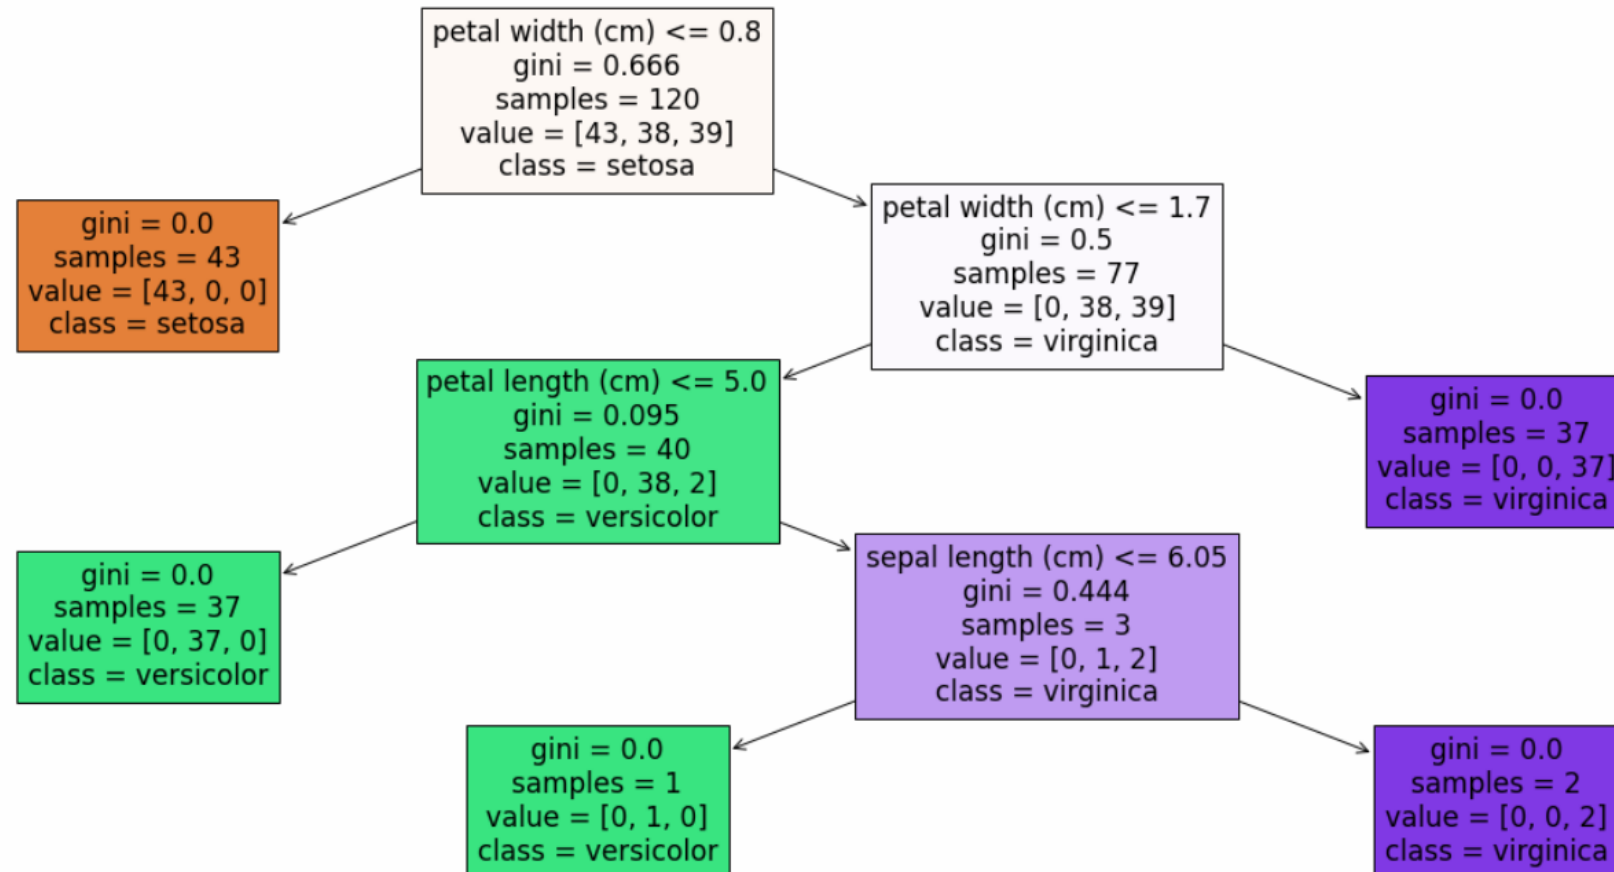 petal width (cm) <= 0.8
gini = 0.666
samples = 120
value = [43, 38, 39]
class = setosa
gini = 0.0
samples = 43
value = [43, 0, 0]
class = setosa
petal width (cm) <= 1.7
gini = 0.5
samples = 77
value = [0, 38, 39]
class = virginica
petal length (cm) <= 5.0
gini = 0.095
samples = 40
value = [0, 38, 2]
class = versicolor
gini = 0.0
samples = 37
value = [0, 0, 37]
class = virginica
gini = 0.0
samples = 37
value = [0, 37, 0]
class = versicolor
sepal length (cm) <= 6.05
gini = 0.444
samples = 3
value = [0, 1, 2]
class = virginica
gini = 0.0
samples = 1
value = [0, 1, 0]
class = versicolor
gini = 0.0
samples = 2
value = [0, 0, 2]
class = virginica